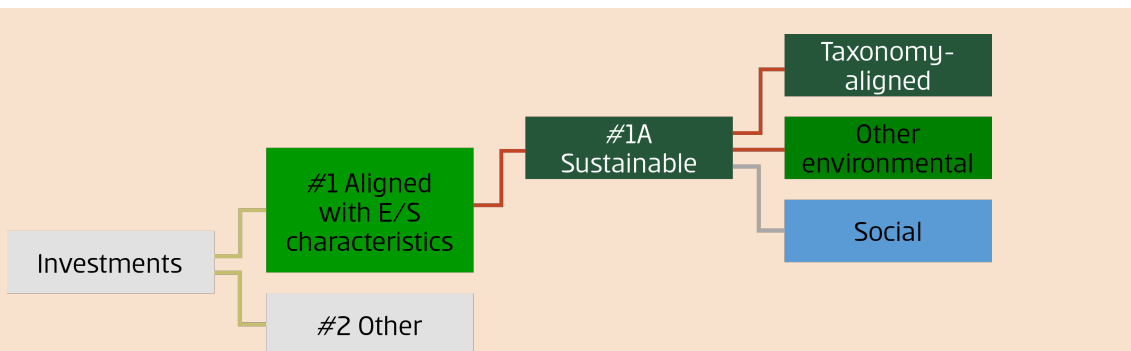 Investments
#1 Aligned
with E/S
characteristics
#2 Other
#1A
Sustainable
Taxonomy-
aligned
Other
environmental
Social